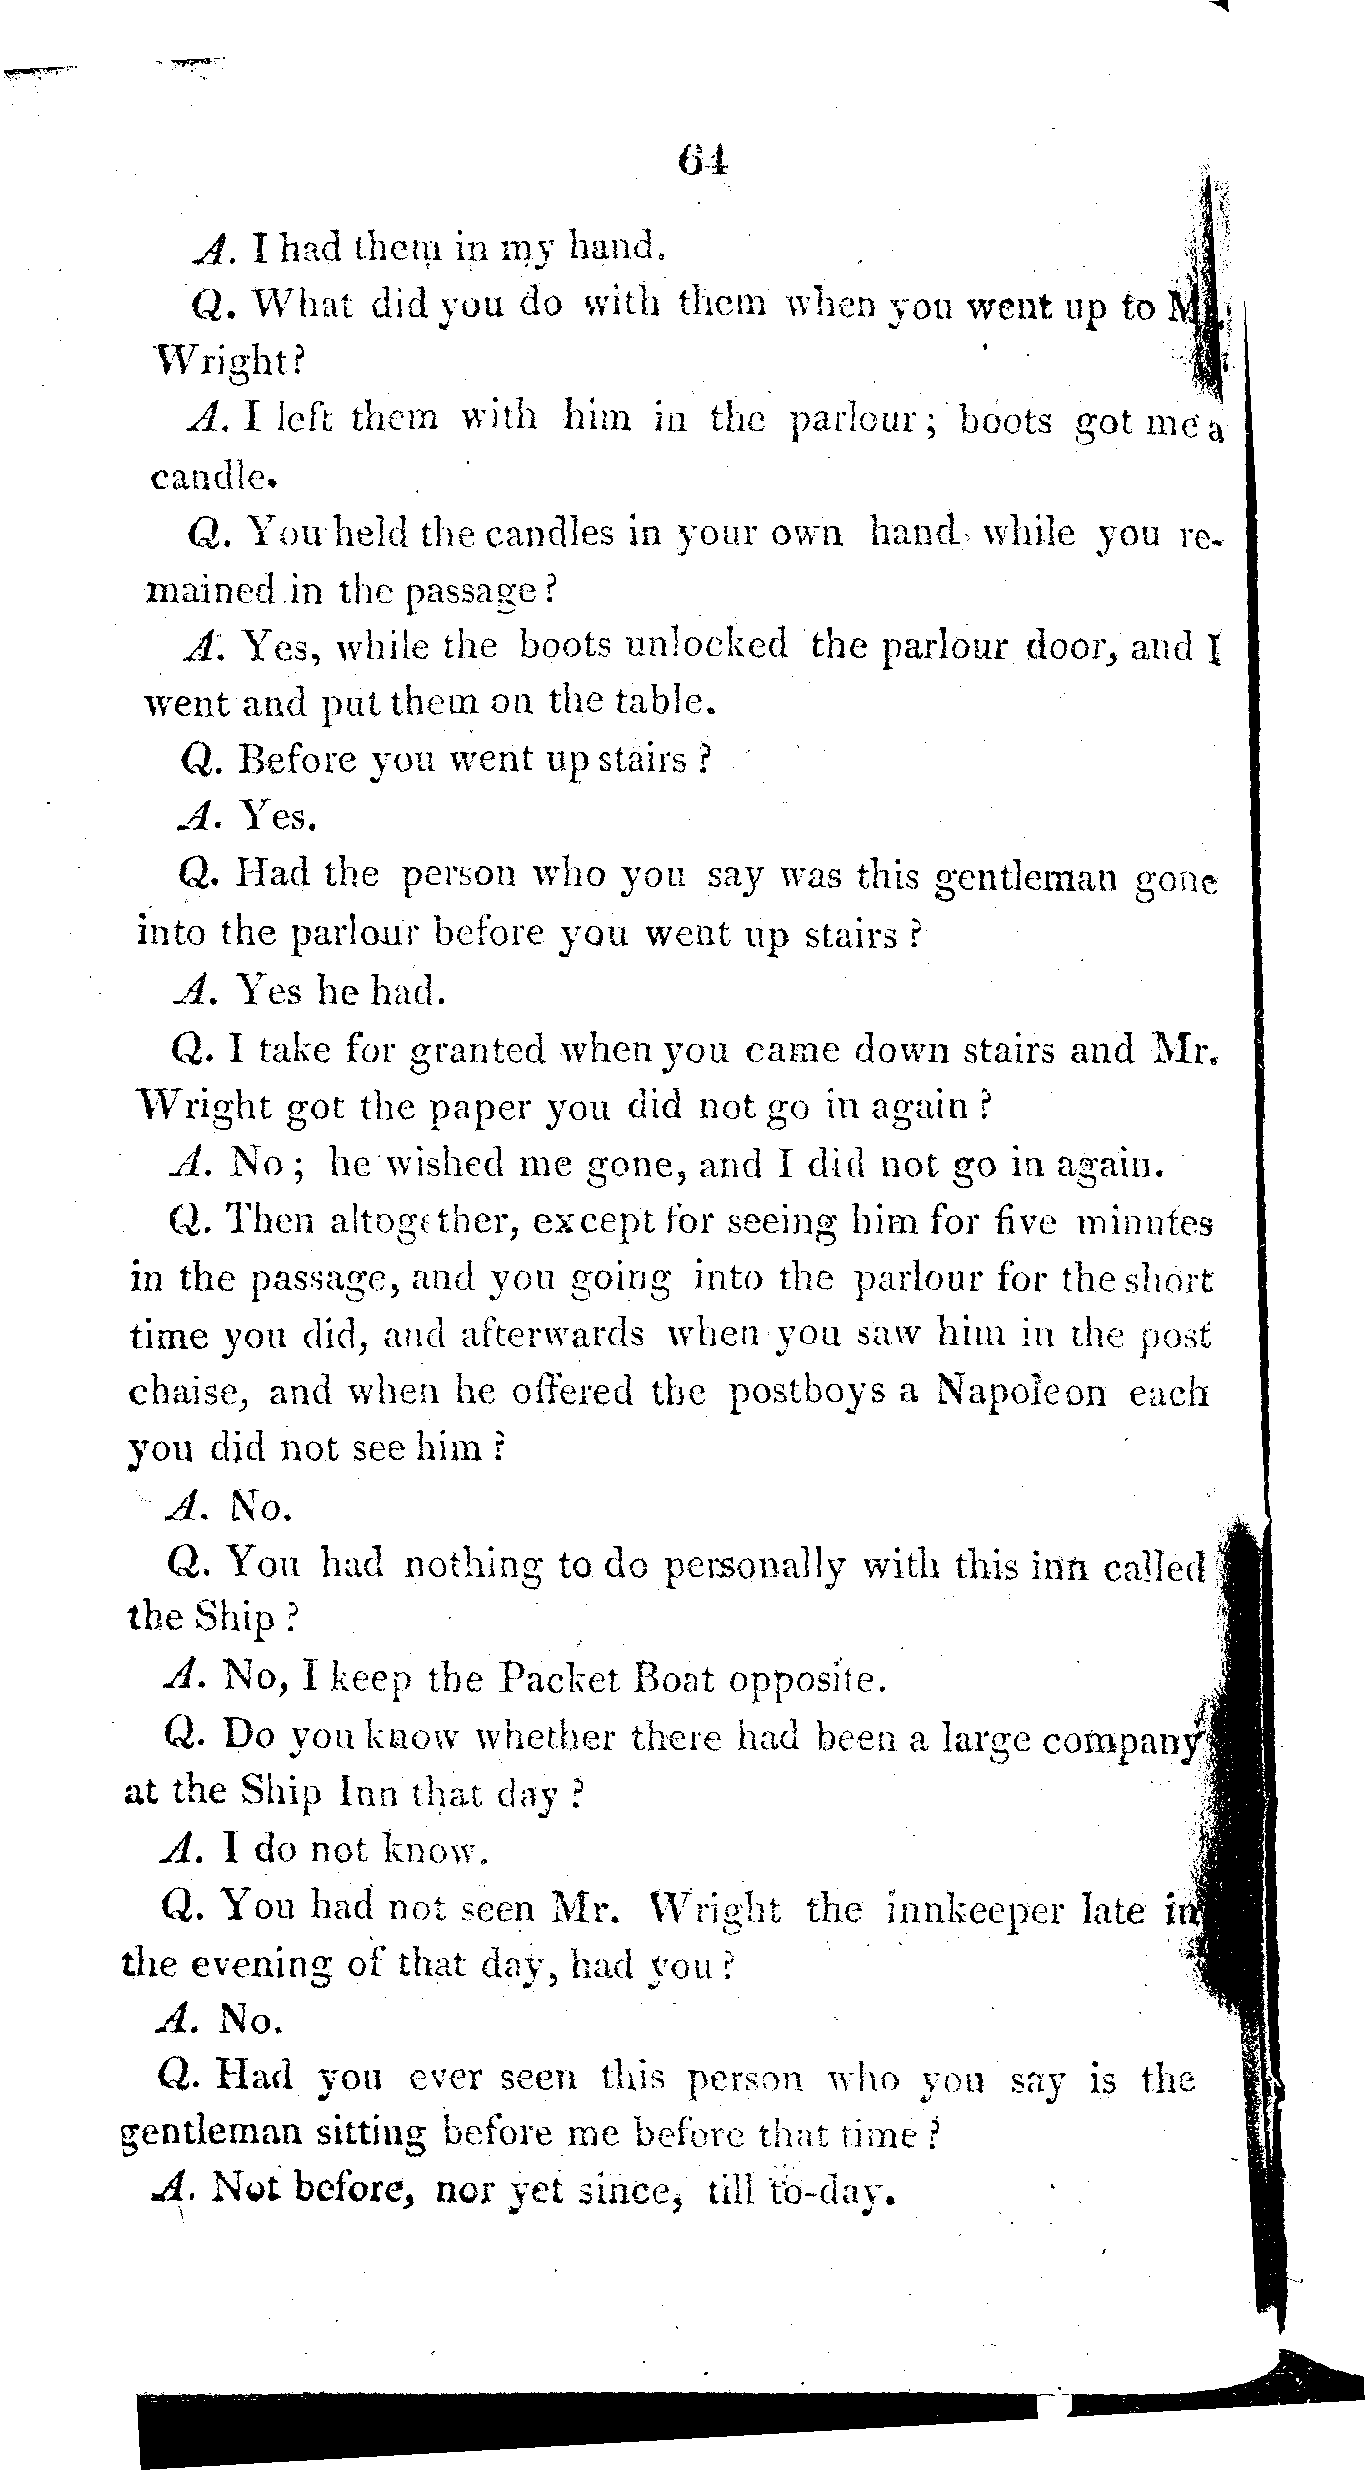 64
A. I had them in my hand.
Q. What did you do with them when you went up to Mr.
Wright?
A. I left them with him in the parlour; boots got me a
candle.
Q. You held the candles in your own hand while you re-
mained in the passage?
A. Yes, while the boots unlocked the parlour door, and I
went and put them on the table.
Q. Before you went up stairs?
A. Yes.
Q. Had the person who you say was this gentleman gone
into the parlour before you went up stairs?
A. Yes he had.
Q. I take for granted when you came down stairs and Mr.
Wright got the paper you did not go in again?
A. No; he wished me gone, and I did not go in again.
Q. Then altogether, except for seeing him for five minutes
in the passage, and you going into the parlour for the short
time you did, and afterwards when you saw him in the post
chaise, and when he offered the postboys a Napoleon each
you did not see him?
A. No.
Q. You had nothing to do personally with this inn called
the Ship?
A. No, I keep the Packet Boat opposite.
Q. Do you know whether there had been a large company
at the Ship Inn that day?
A. I do not know.
Q. You had not seen Mr. Wright the innkeeper late in
the evening of that day, had you?
A. No.
Q. Had you ever seen this person who you say is the
gentleman sitting before me before that time?
A. Not before, nor yet since, till to-day.